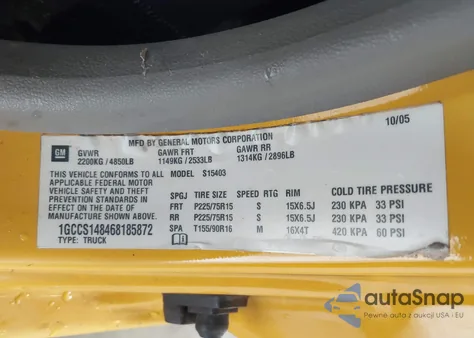 MFD BY GENERAL MOTORS CORPORATION 10/05
GM GVWR GAWR FRT GAWR RR
2200KG / 4850LB 1149KG / 2533LB 1314KG / 2896LB
THIS VEHICLE CONFORMS TO ALL MODEL S15403
APPLICABLE FEDERAL MOTOR
VEHICLE SAFETY AND SPGJ TIRE SIZE SPEED RTG RIM COLD TIRE PRESSURE
THEFT PREVENTION FRT P225/75R15 S 15X6.5J 230 KPA 33 PSI
STANDARDS IN EFFECT ON RR P225/75R15 S 15X6.5J 230 KPA 33 PSI
THE DATE OF MANUFACTURE SPA T155/90R16 M 16X4T 420 KPA 60 PSI
SHOWN ABOVE.
1GCCS148468185872
TYPE: TRUCK
autoSnap
Pewne auto z USA i EU